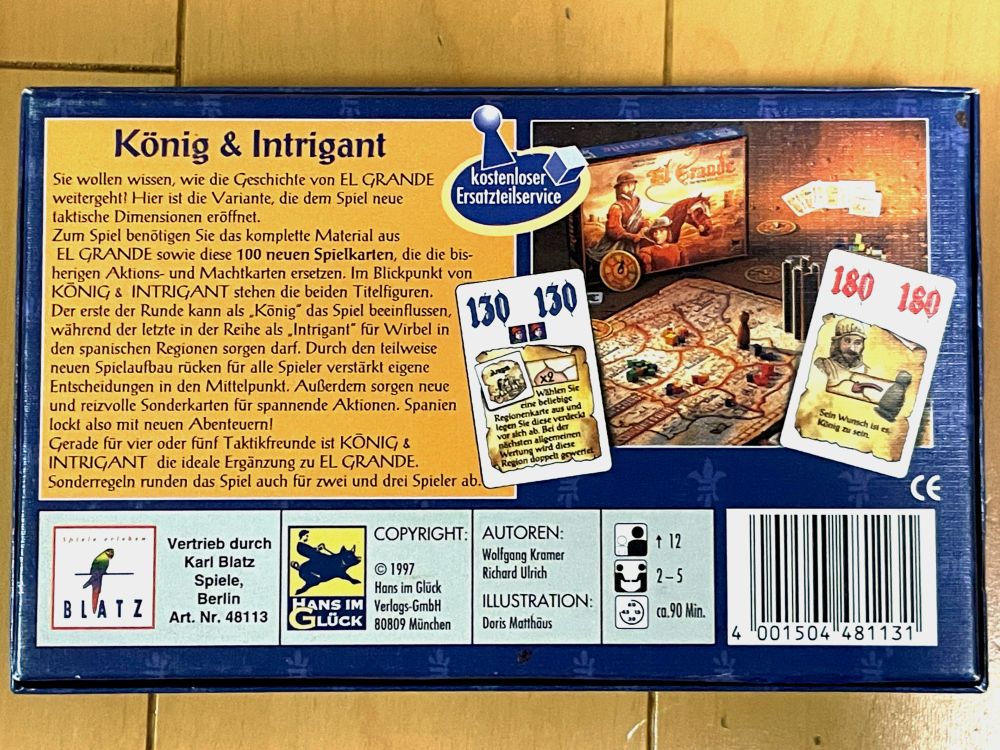 König & Intrigant
Sie wollen wissen, wie die Geschichte von EL GRANDE
weitergeht? Hier ist die Variante, die dem Spiel neue
taktische Dimensionen eröffnet.
Zum Spiel benötigen Sie das komplette Material aus
EL GRANDE sowie diese 100 neuen Spielkarten, die die bis-
herigen Aktions- und Machtkarten ersetzen. Im Blickpunkt von
KÖNIG & INTRIGANT stehen die beiden Titelfiguren.
Der erste der Runde kann als „König" das Spiel beeinflussen,
während der letzte in der Reihe als „Intrigant" für Wirbel in
den spanischen Regionen sorgen darf. Durch den teilweise
neuen Spielaufbau rücken für alle Spieler verstärkt eigene
Entscheidungen in den Mittelpunkt. Außerdem sorgen neue
und reizvolle Sonderkarten für spannende Aktionen. Spanien
lockt also mit neuen Abenteuern!
Gerade für vier oder fünf Taktikfreunde ist KÖNIG &
INTRIGANT die ideale Ergänzung zu EL GRANDE.
Sonderregeln runden das Spiel auch für zwei und drei Spieler ab.
kostenloser
Ersatzteilservice
El Grande
130 130
x2
Wählen Sie
eine beliebige
Regionenkarte aus und
legen Sie diese verdeckt
vor sich ab. Bei der
nächsten allgemeinen
Wertung wird diese
Region doppelt gewertet.
180 180
Sein Wunsch ist es,
König zu sein.
CE
Spiele erleben
BLATZ
Vertrieb durch
Karl Blatz
Spiele,
Berlin
Art. Nr. 48113
HANS IM
GLÜCK
COPYRIGHT:
© 1997
Hans im Glück
Verlags-GmbH
80809 München
AUTOREN:
Wolfgang Kramer
Richard Ulrich
ILLUSTRATION:
Doris Matthäus
↑ 12
2 – 5
ca. 90 Min.
4 001504 481131